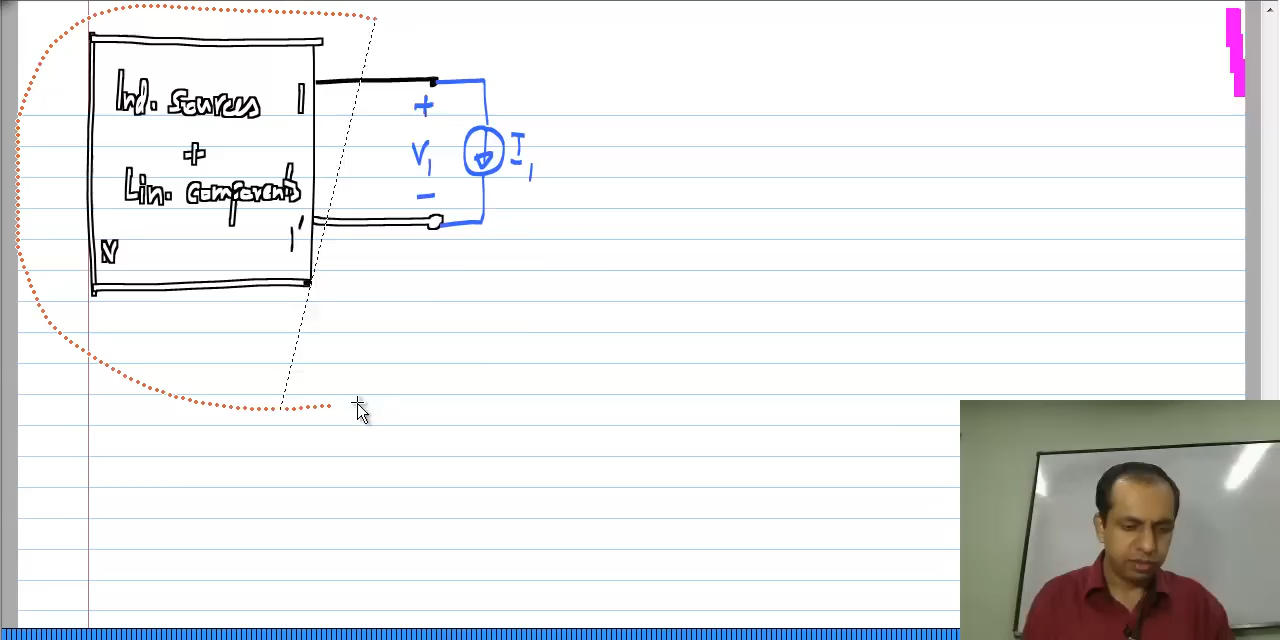 Ind. Sources 1
+
+
Lin. Components
V₁
I₁
−
N 1'